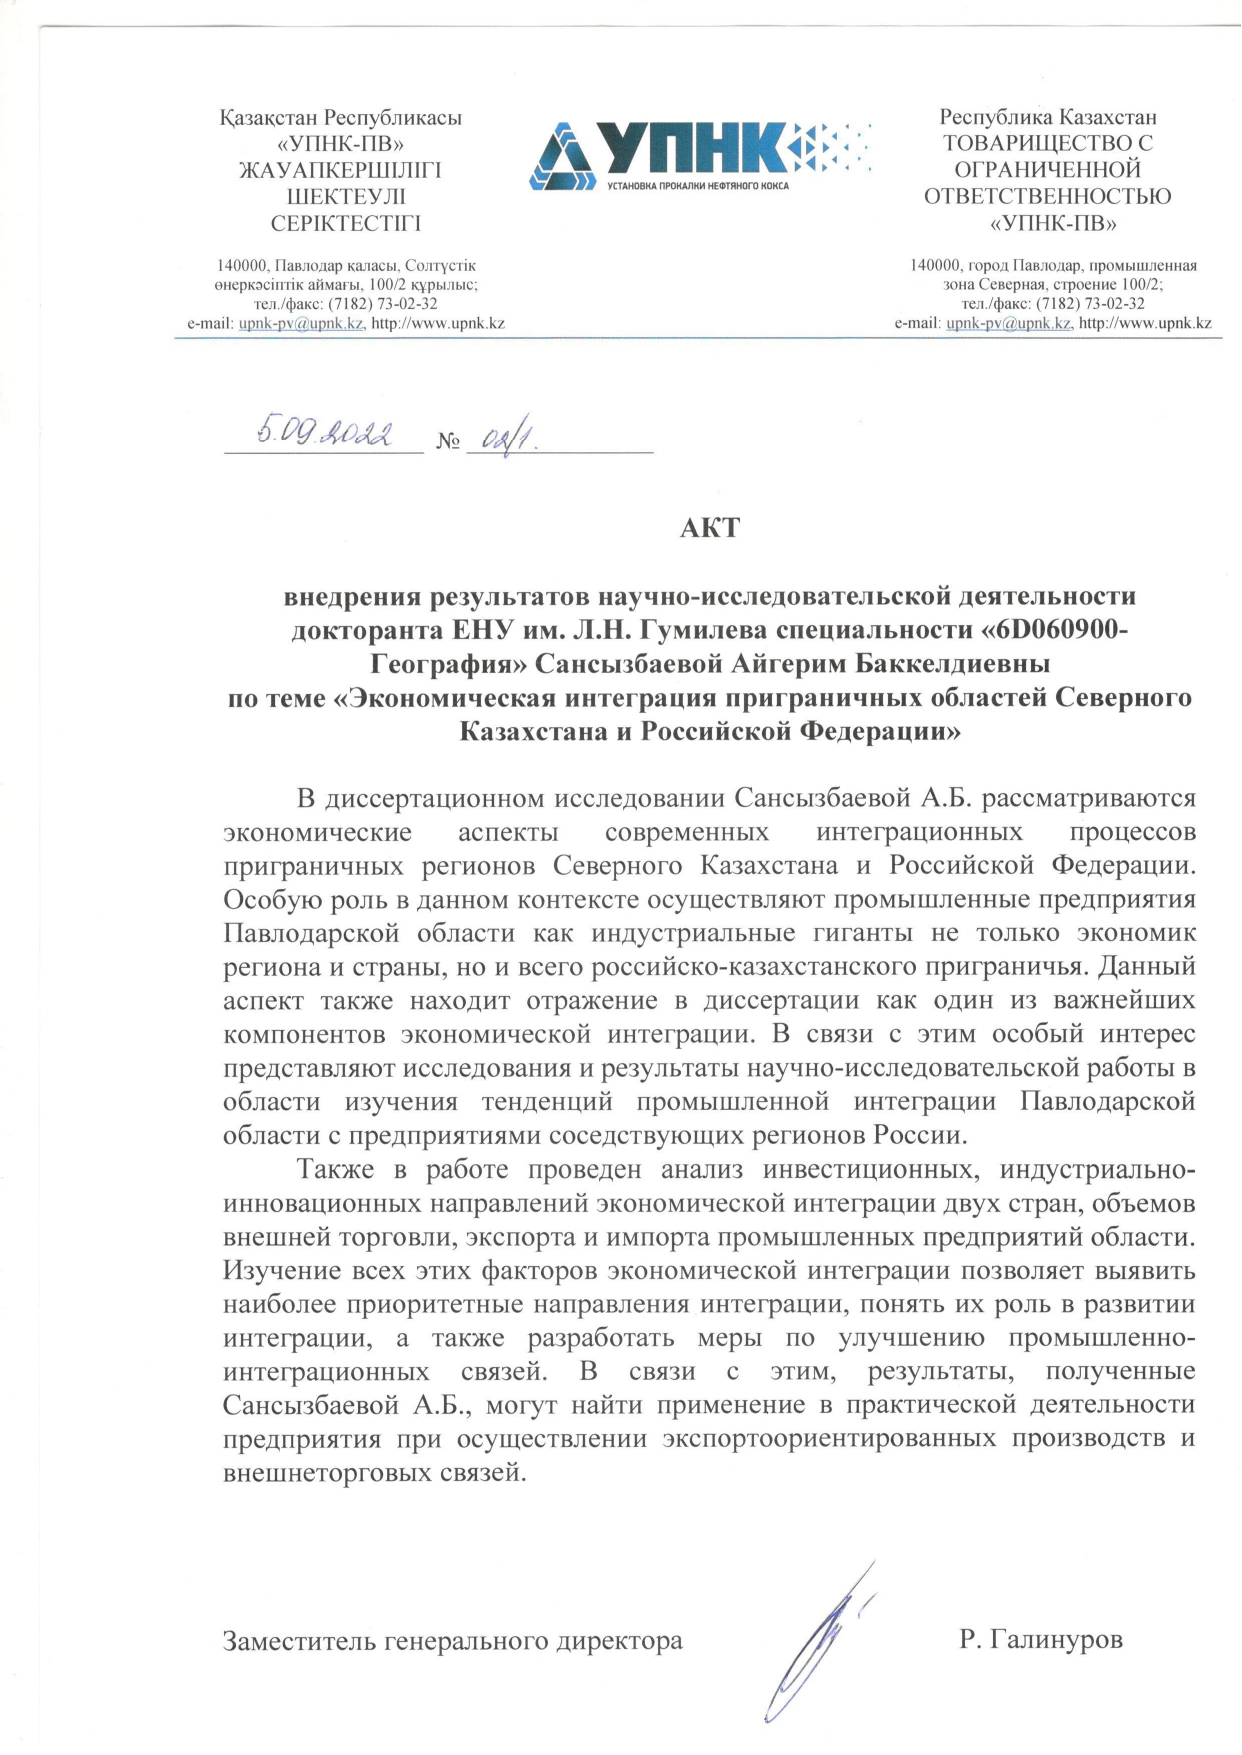 Қазақстан Республикасы
«УПНК-ПВ»
ЖАУАПКЕРШІЛІГІ
ШЕКТЕУЛІ
СЕРІКТЕСТІГІ
140000, Павлодар қаласы, Солтүстік
өнеркәсіптік аймағы, 100/2 құрылыс;
тел./факс: (7182) 73-02-32
e-mail: upnk-pv@upnk.kz, http://www.upnk.kz
УПНК
УСТАНОВКА ПРОКАЛКИ НЕФТЯНОГО КОКСА
Республика Казахстан
ТОВАРИЩЕСТВО С
ОГРАНИЧЕННОЙ
ОТВЕТСТВЕННОСТЬЮ
«УПНК-ПВ»
140000, город Павлодар, промышленная
зона Северная, строение 100/2;
тел./факс: (7182) 73-02-32
e-mail: upnk-pv@upnk.kz, http://www.upnk.kz
5.09.2022 № 02/1.
АКТ
внедрения результатов научно-исследовательской деятельности
докторанта ЕНУ им. Л.Н. Гумилева специальности «6D060900-
География» Сансызбаевой Айгерим Баккелдиевны
по теме «Экономическая интеграция приграничных областей Северного
Казахстана и Российской Федерации»
В диссертационном исследовании Сансызбаевой А.Б. рассматриваются
экономические аспекты современных интеграционных процессов
приграничных регионов Северного Казахстана и Российской Федерации.
Особую роль в данном контексте осуществляют промышленные предприятия
Павлодарской области как индустриальные гиганты не только экономик
региона и страны, но и всего российско-казахстанского приграничья. Данный
аспект также находит отражение в диссертации как один из важнейших
компонентов экономической интеграции. В связи с этим особый интерес
представляют исследования и результаты научно-исследовательской работы в
области изучения тенденций промышленной интеграции Павлодарской
области с предприятиями соседствующих регионов России.
Также в работе проведен анализ инвестиционных, индустриально-
инновационных направлений экономической интеграции двух стран, объемов
внешней торговли, экспорта и импорта промышленных предприятий области.
Изучение всех этих факторов экономической интеграции позволяет выявить
наиболее приоритетные направления интеграции, понять их роль в развитии
интеграции, а также разработать меры по улучшению промышленно-
интеграционных связей. В связи с этим, результаты, полученные
Сансызбаевой А.Б., могут найти применение в практической деятельности
предприятия при осуществлении экспортоориентированных производств и
внешнеторговых связей.
Заместитель генерального директора Р. Галинуров